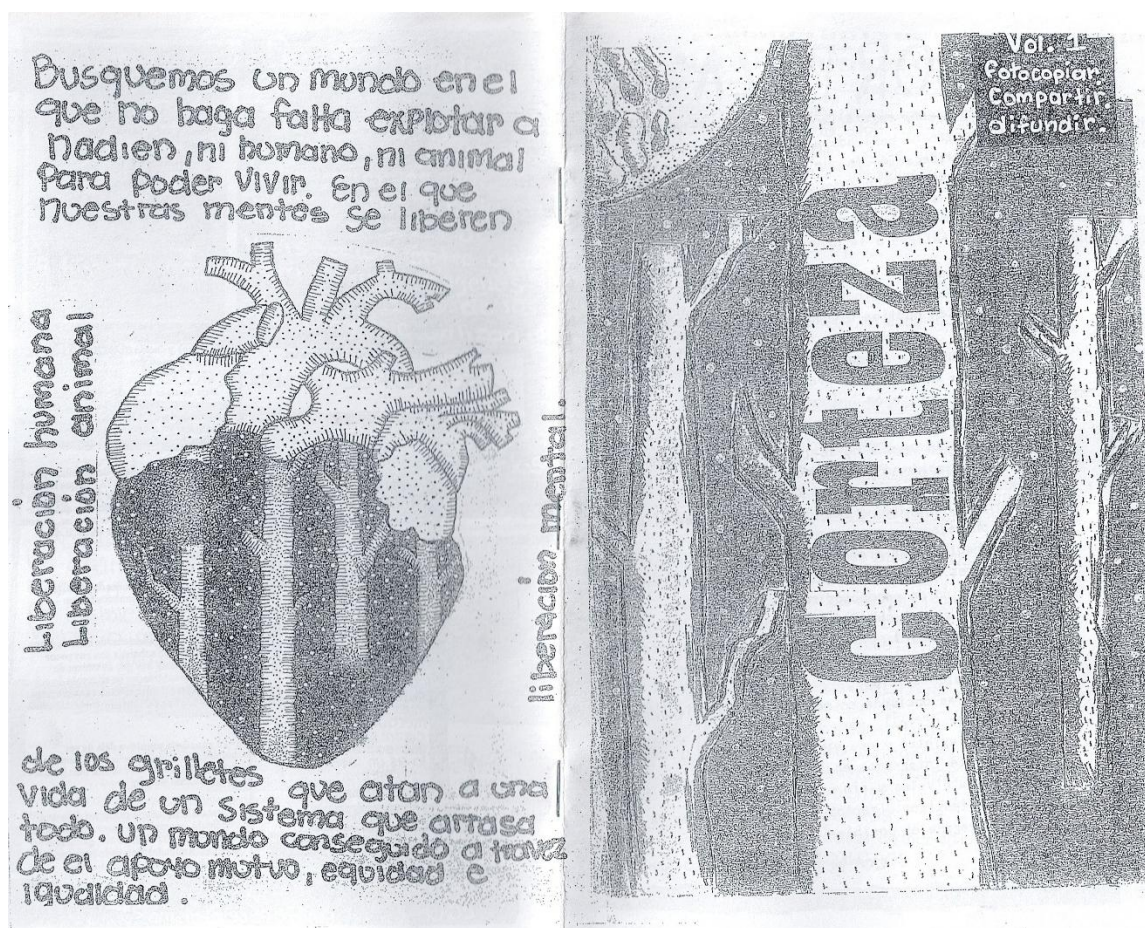 Busquemos un mundo en el
que no haga falta explotar a
nadien, ni humano, ni animal
para poder vivir. En el que
nuestras mentes se liberen
Liberación humana
Liberación animal
liberecion mental.
de los grilletes que atan a una
vida de un sistema que arrasa
todo. un mundo conseguido a travez
de el apoyo mutuo, equidad e
igualdad.
Vol. 1
fotocopiar.
Compartir.
difundir.
corteza